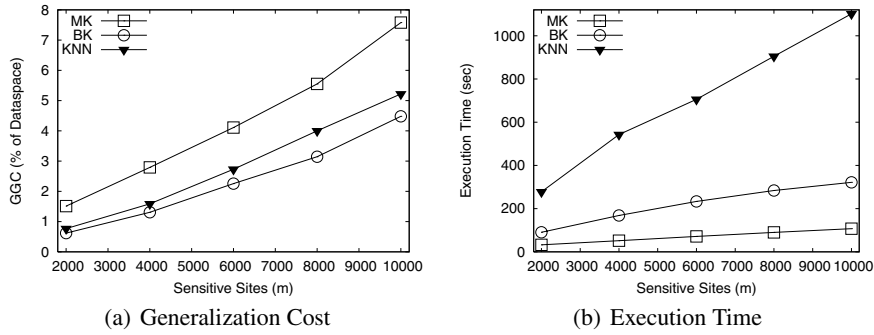 8
7
6
5
4
3
2
1
0
MK
BK
KNN
GGC (% of Dataspace)
2000 3000 4000 5000 6000 7000 8000 9000 10000
Sensitive Sites (m)
(a) Generalization Cost
1000
800
600
400
200
0
MK
BK
KNN
Execution Time (sec)
2000 3000 4000 5000 6000 7000 8000 9000 10000
Sensitive Sites (m)
(b) Execution Time